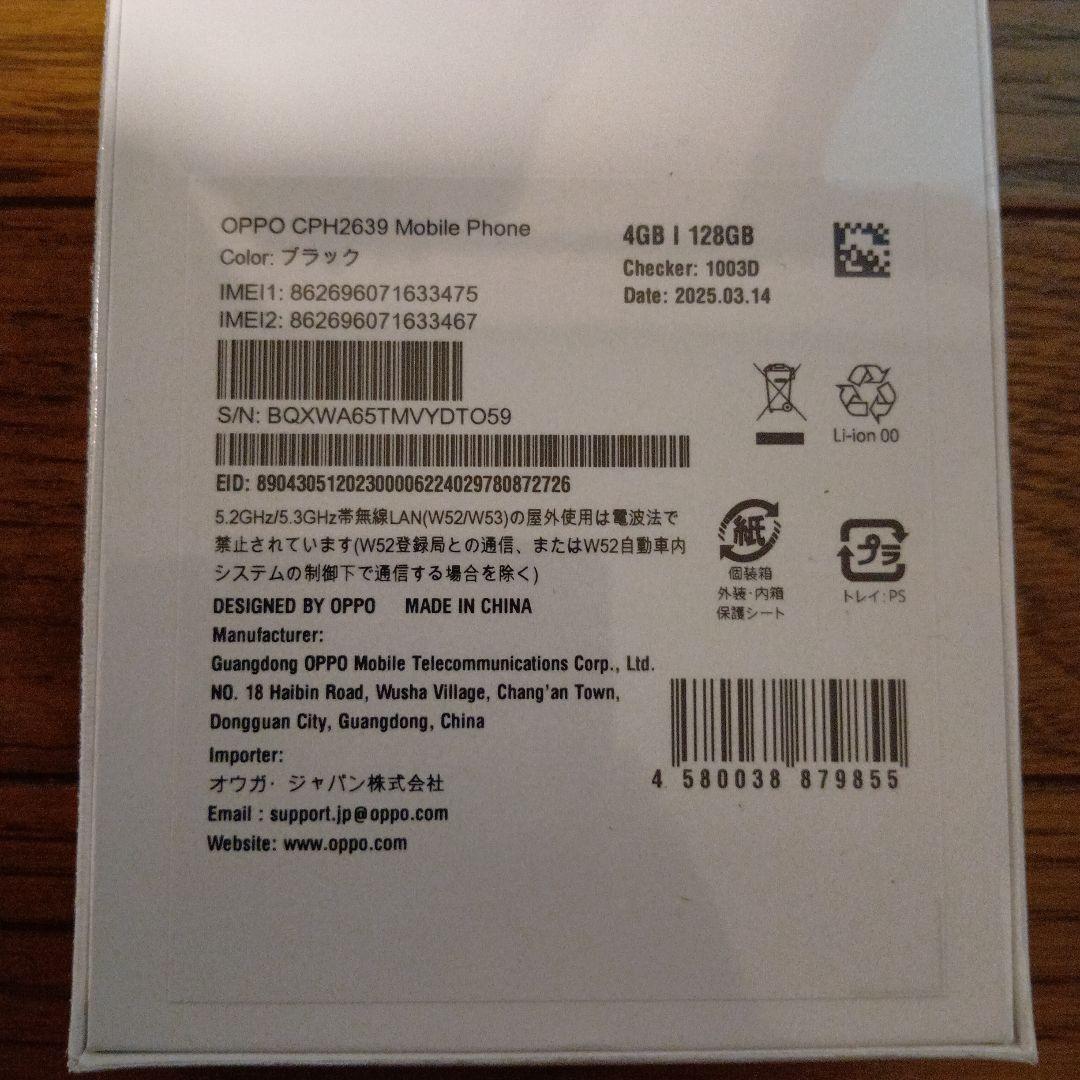 OPPO CPH2639 Mobile Phone
Color: ブラック
IMEI1: 862696071633475
IMEI2: 862696071633467
4GB | 128GB
Checker: 1003D
Date: 2025.03.14
S/N: BQXWA65TMVYDTO59
EID: 89043051202300006224029780872726
5.2GHz/5.3GHz帯無線LAN(W52/W53)の屋外使用は電波法で
禁止されています(W52登録局との通信、またはW52自動車内
システムの制御下で通信する場合を除く)
DESIGNED BY OPPO MADE IN CHINA
Manufacturer:
Guangdong OPPO Mobile Telecommunications Corp., Ltd.
NO. 18 Haibin Road, Wusha Village, Chang'an Town,
Dongguan City, Guangdong, China
Importer:
オウガ・ジャパン株式会社
Email : support.jp@oppo.com
Website: www.oppo.com
Li-ion 00
紙
個装箱
外装・内箱
保護シート
プラ
トレイ:PS
4 580038 879855